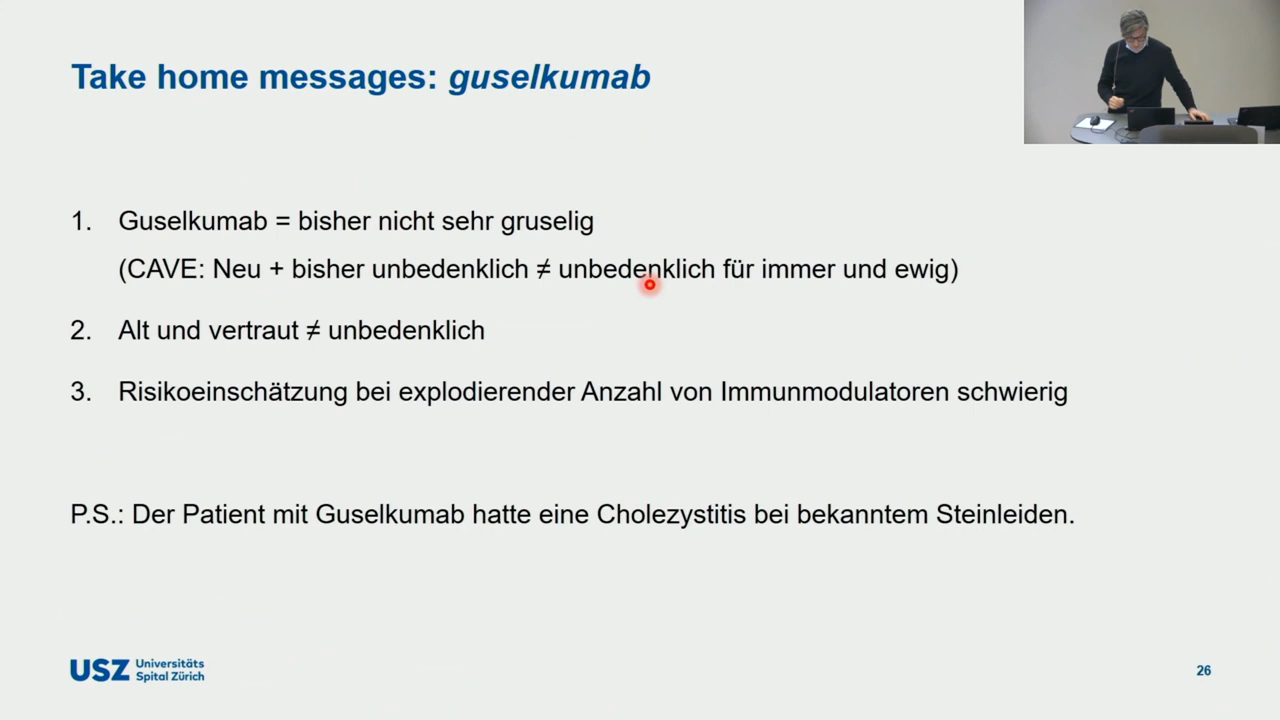 Take home messages: guselkumab
1. Guselkumab = bisher nicht sehr gruselig
(CAVE: Neu + bisher unbedenklich ≠ unbedenklich für immer und ewig)
2. Alt und vertraut ≠ unbedenklich
3. Risikoeinschätzung bei explodierender Anzahl von Immunmodulatoren schwierig
P.S.: Der Patient mit Guselkumab hatte eine Cholezystitis bei bekanntem Steinleiden.
USZ Universitäts
Spital Zürich
26